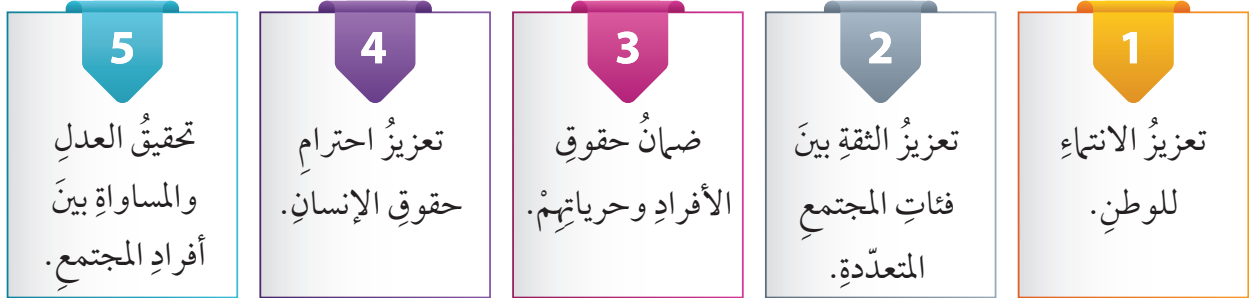 1
تعزيزُ الانتماءِ
للوطنِ.
2
تعزيزُ الثقةِ بينَ
فئاتِ المجتمعِ
المتعدّدةِ.
3
ضمانُ حقوقِ
الأفرادِ وحرياتِهِمْ.
4
تعزيزُ احترامِ
حقوقِ الإنسانِ.
5
تحقيقُ العدلِ
والمساواةِ بينَ
أفرادِ المجتمعِ.